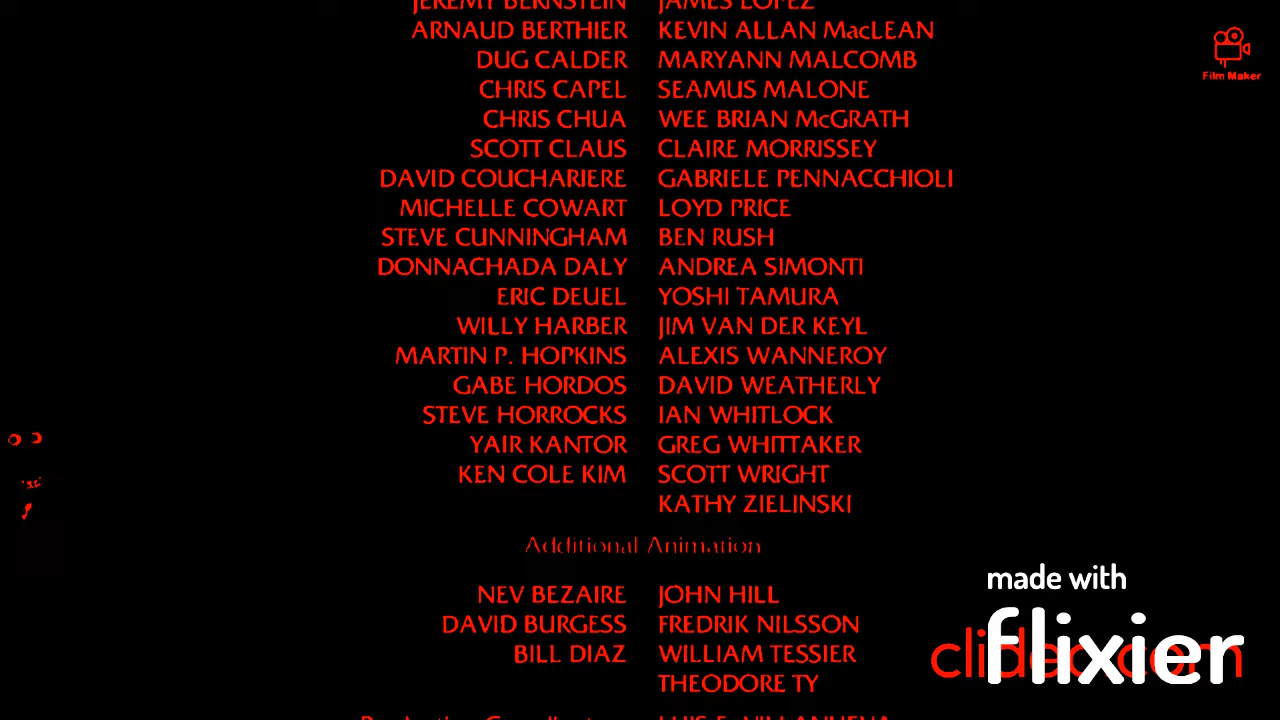 JEREMY BERNSTEIN JAMES LOPEZ
ARNAUD BERTHIER KEVIN ALLAN MacLEAN
DUG CALDER MARYANN MALCOMB
CHRIS CAPEL SEAMUS MALONE
CHRIS CHUA WEE BRIAN McGRATH
SCOTT CLAUS CLAIRE MORRISSEY
DAVID COUCHARIERE GABRIELE PENNACCHIOLI
MICHELLE COWART LOYD PRICE
STEVE CUNNINGHAM BEN RUSH
DONNACHADA DALY ANDREA SIMONTI
ERIC DEUEL YOSHI TAMURA
WILLY HARBER JIM VAN DER KEYL
MARTIN P. HOPKINS ALEXIS WANNEROY
GABE HORDOS DAVID WEATHERLY
STEVE HORROCKS IAN WHITLOCK
YAIR KANTOR GREG WHITTAKER
KEN COLE KIM SCOTT WRIGHT
KATHY ZIELINSKI
Additional Animation
NEV BEZAIRE JOHN HILL
DAVID BURGESS FREDRIK NILSSON
BILL DIAZ WILLIAM TESSIER
THEODORE TY
Film Maker
made with
flixier